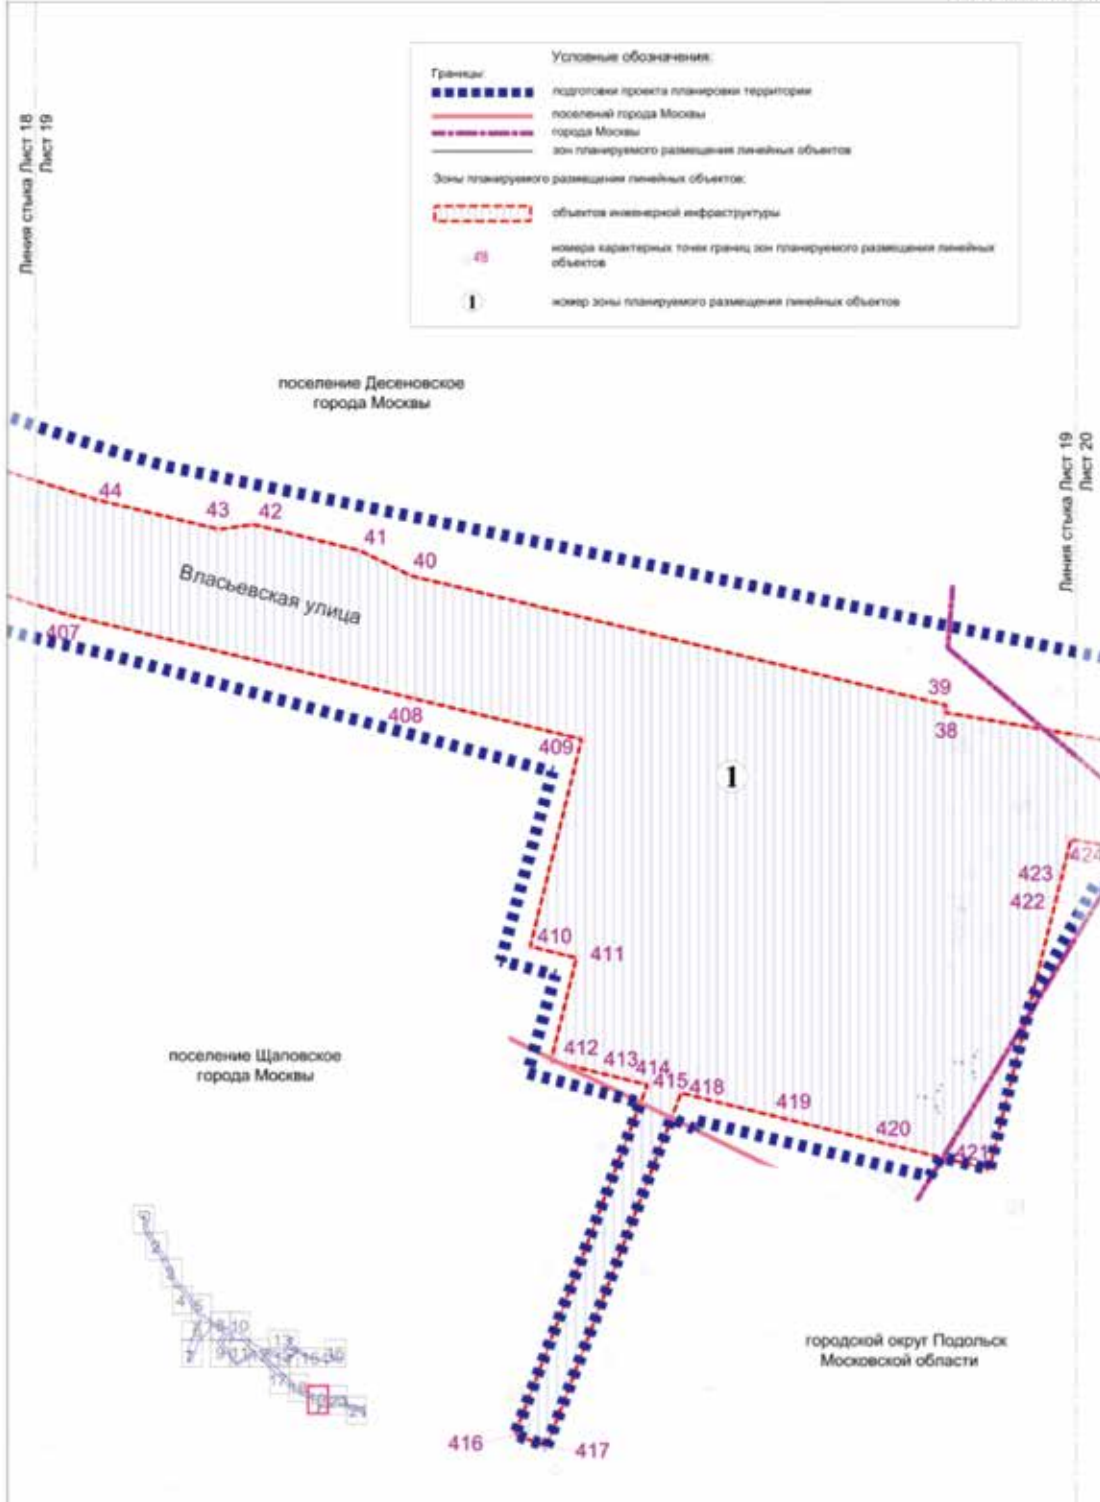 Условные обозначения:
Границы:
подготовки проекта планировки территории
поселений города Москвы
города Москвы
зон планируемого размещения линейных объектов
Зоны планируемого размещения линейных объектов:
объектов инженерной инфраструктуры
номера характерных точек границ зон планируемого размещения линейных
объектов
1
номер зоны планируемого размещения линейных объектов
Линия стыка Лист 18
Лист 19
поселение Десеновское
города Москвы
Линия стыка Лист 19
Лист 20
44
43
42
41
40
Власьевская улица
407
39
38
408
409
1
424
423
422
410
411
поселение Щаповское
города Москвы
412
413
414
415
418
419
420
421
городской округ Подольск
Московской области
416
417